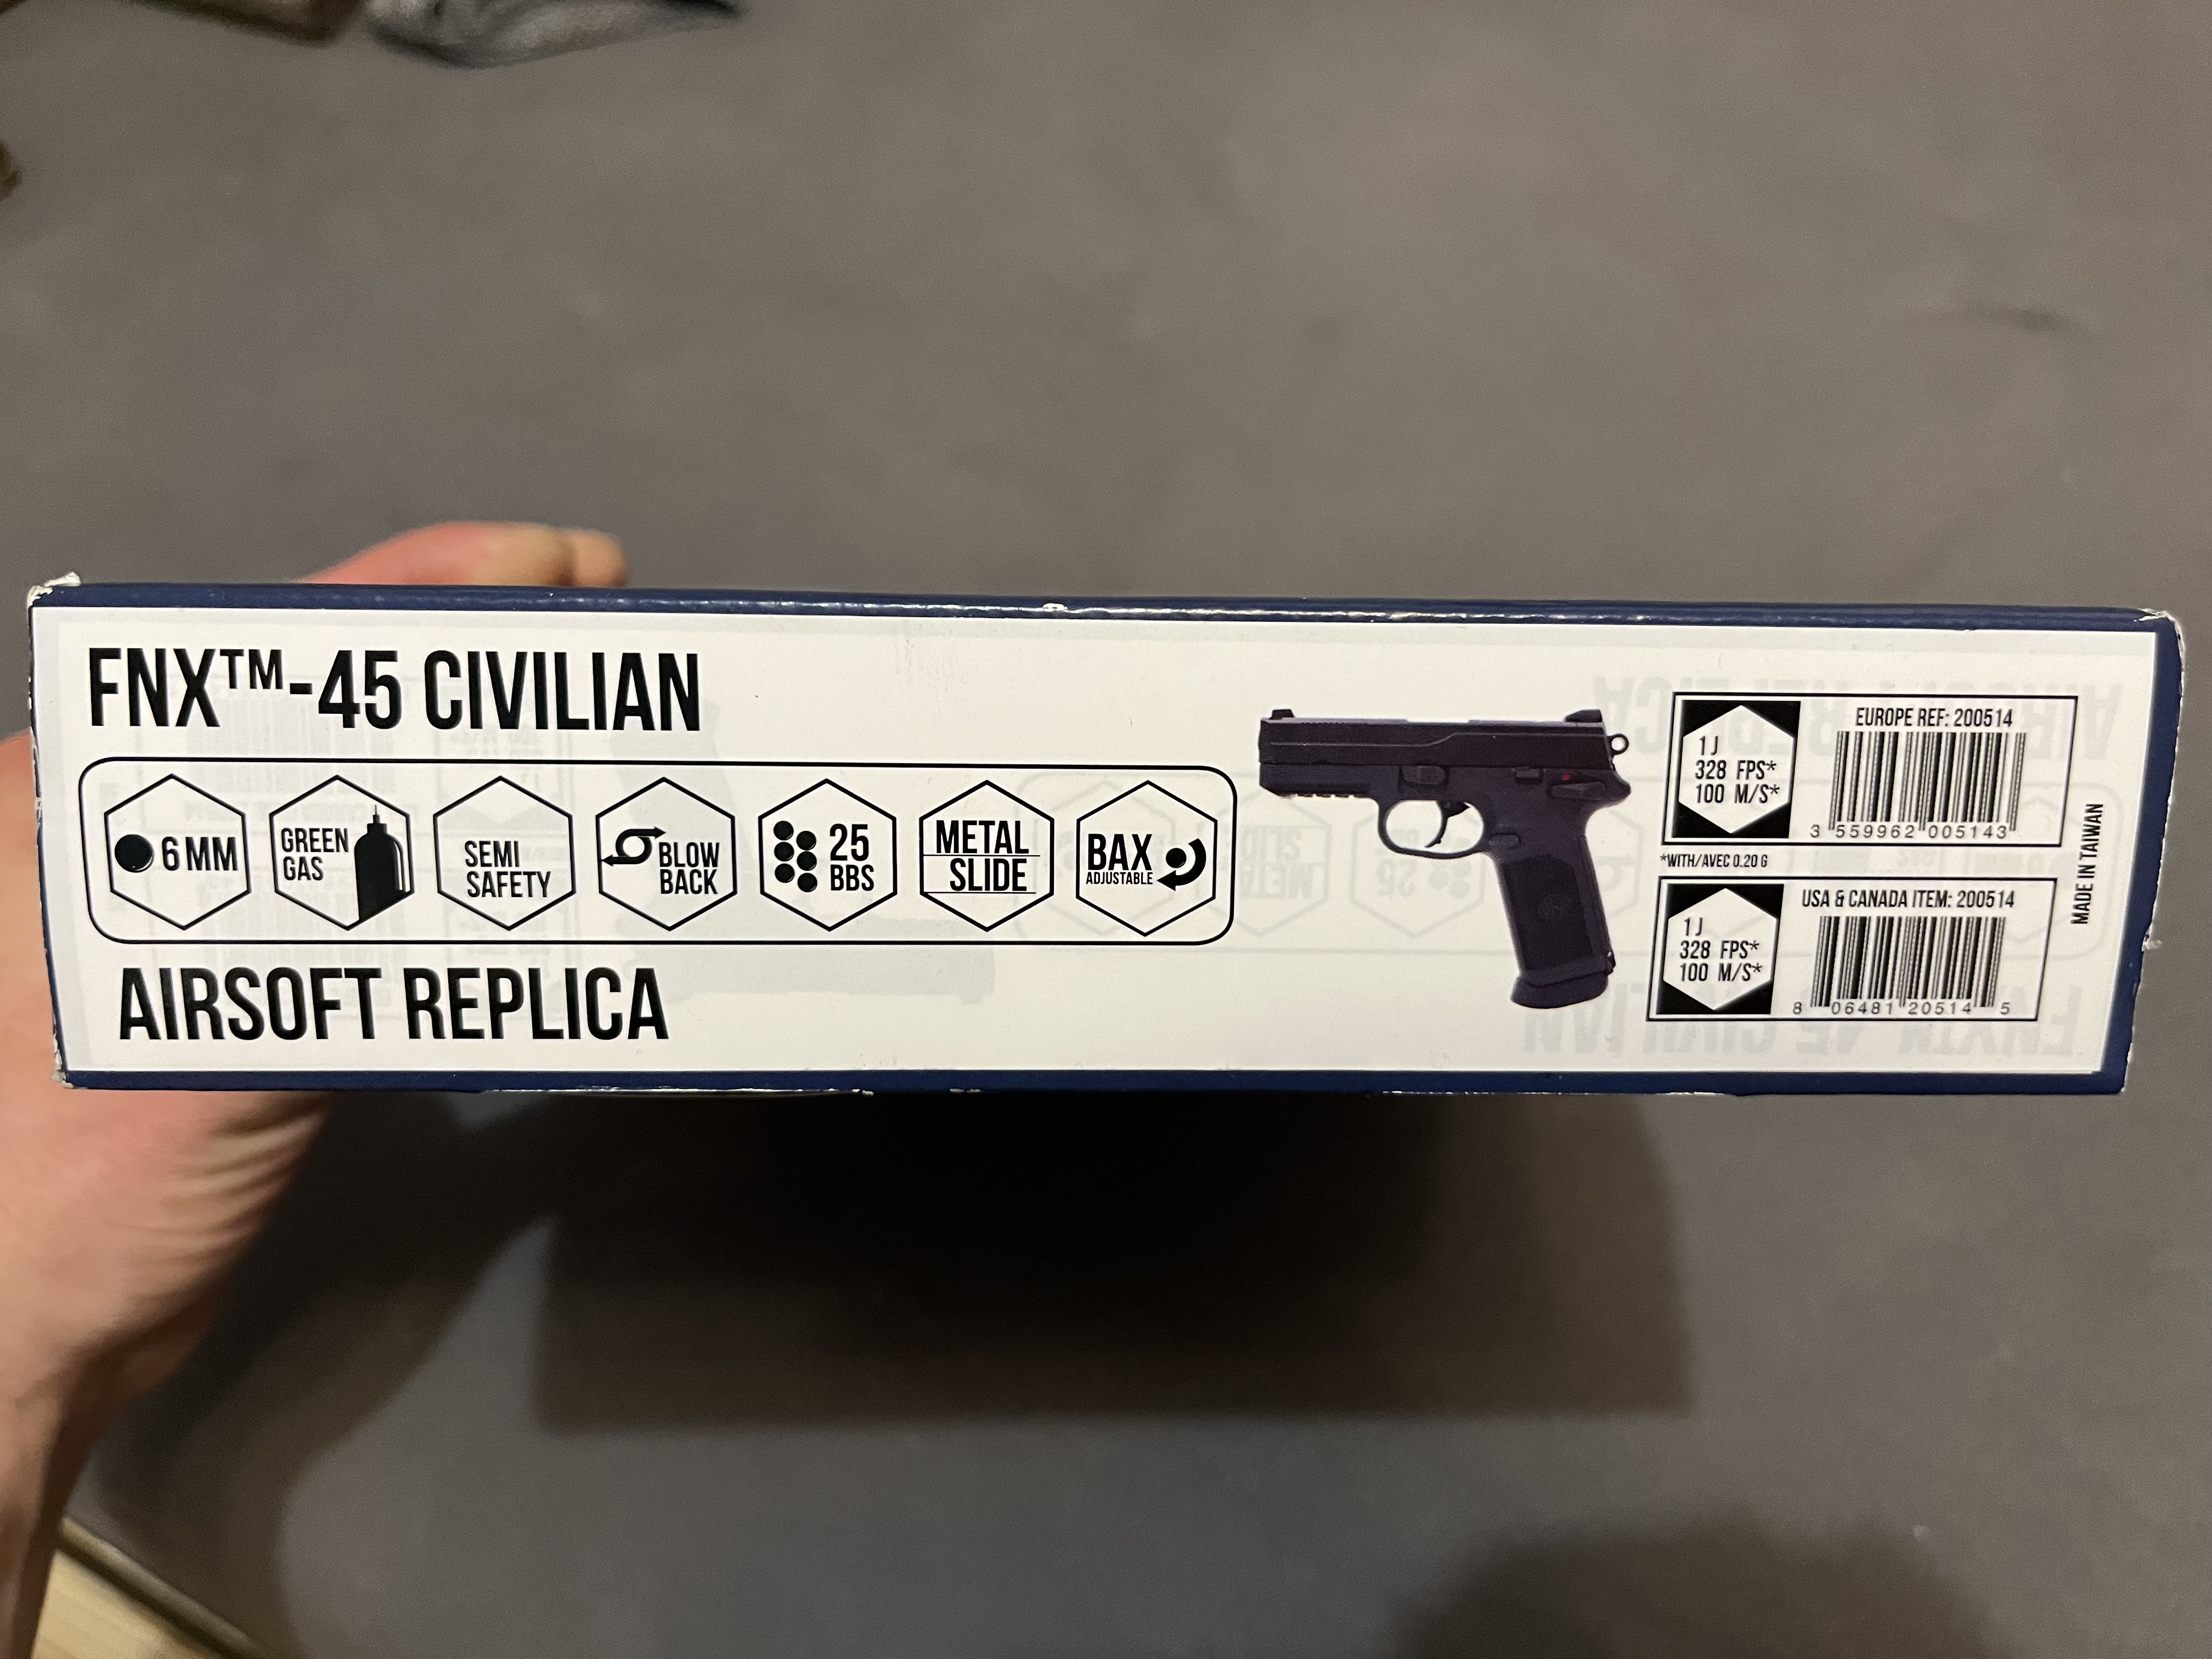 FNX™-45 CIVILIAN
6 MM
GREEN
GAS
SEMI
SAFETY
BLOW
BACK
25
BBS
METAL
SLIDE
BAX
ADJUSTABLE
AIRSOFT REPLICA
1 J
328 FPS*
100 M/S*
EUROPE REF: 200514
3 559962 005143
*WITH/AVEC 0.20 G
1 J
328 FPS*
100 M/S*
USA & CANADA ITEM: 200514
8 06481 20514 5
MADE IN TAIWAN